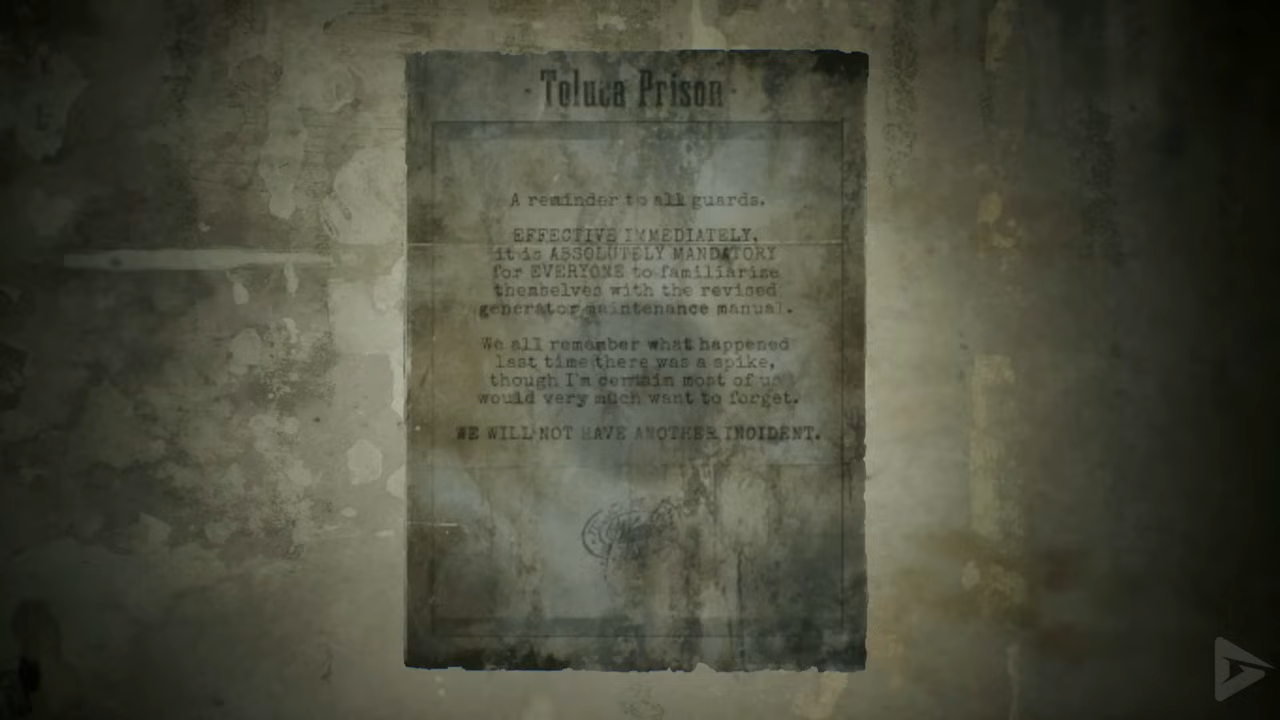 · Toluca Prison ·
A reminder to all guards.
EFFECTIVE IMMEDIATELY,
it is ABSOLUTELY MANDATORY
for EVERYONE to familiarize
themselves with the revised
generator maintenance manual.
We all remember what happened
last time there was a spike,
though I'm certain most of us
would very much want to forget.
WE WILL NOT HAVE ANOTHER INCIDENT.